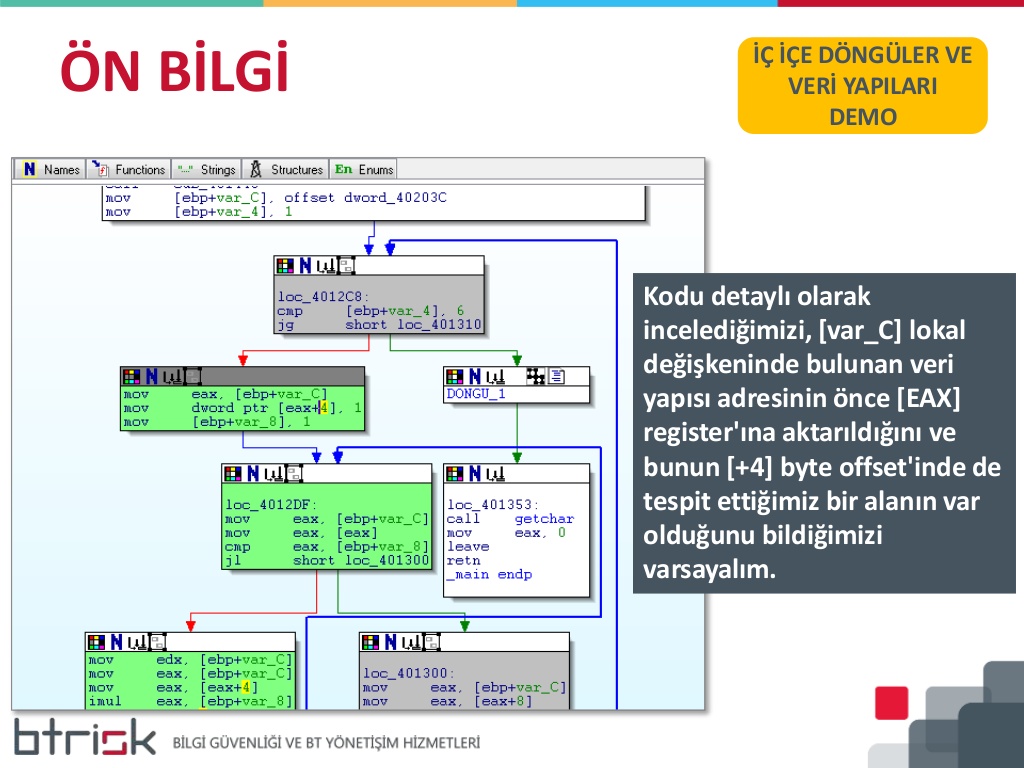 ÖN BİLGİ
İÇ İÇE DÖNGÜLER VE
VERİ YAPILARI
DEMO
N Names Functions "..." Strings Structures En Enums
mov [ebp+var_C], offset dword_40203C
mov [ebp+var_4], 1
loc_4012C8:
cmp [ebp+var_4], 6
jg short loc_401310
mov eax, [ebp+var_C]
mov dword ptr [eax+4], 1
mov [ebp+var_8], 1
DONGU_1
loc_4012DF:
mov eax, [ebp+var_C]
mov eax, [eax]
cmp eax, [ebp+var_8]
jl short loc_401300
loc_401353:
call getchar
mov eax, 0
leave
retn
_main endp
mov edx, [ebp+var_C]
mov eax, [ebp+var_C]
mov eax, [eax+4]
imul eax, [ebp+var_8]
loc_401300:
mov eax, [ebp+var_C]
mov eax, [eax+8]
Kodu detaylı olarak
incelediğimizi, [var_C] lokal
değişkeninde bulunan veri
yapısı adresinin önce [EAX]
register'ına aktarıldığını ve
bunun [+4] byte offset'inde de
tespit ettiğimiz bir alanın var
olduğunu bildiğimizi
varsayalım.
btrisk BİLGİ GÜVENLİĞİ VE BT YÖNETİŞİM HİZMETLERİ